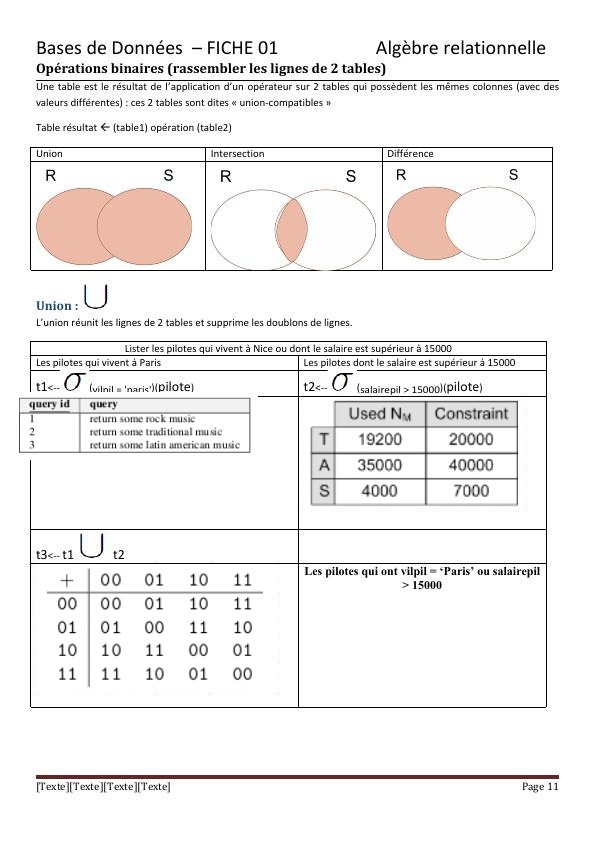 Bases de Données – FICHE 01 Algèbre relationnelle
Opérations binaires (rassembler les lignes de 2 tables)
Une table est le résultat de l'application d'un opérateur sur 2 tables qui possèdent les mêmes colonnes (avec des
valeurs différentes) : ces 2 tables sont dites « union-compatibles »
Table résultat ← (table1) opération (table2)
Union Intersection Différence
R S R S R S
Union : ∪
L'union réunit les lignes de 2 tables et supprime les doublons de lignes.
Lister les pilotes qui vivent à Nice ou dont le salaire est supérieur à 15000
Les pilotes qui vivent à Paris Les pilotes dont le salaire est supérieur à 15000
t1<-- σ (vilpil = 'paris')(pilote) t2<-- σ (salairepil > 15000)(pilote)
query id query
1 return some rock music
2 return some traditional music
3 return some latin american music
Used NM Constraint
T 19200 20000
A 35000 40000
S 4000 7000
t3<-- t1 ∪ t2
+ 00 01 10 11
00 00 01 10 11
01 01 00 11 10
10 10 11 00 01
11 11 10 01 00
Les pilotes qui ont vilpil = 'Paris' ou salairepil
> 15000
[Texte][Texte][Texte][Texte] Page 11